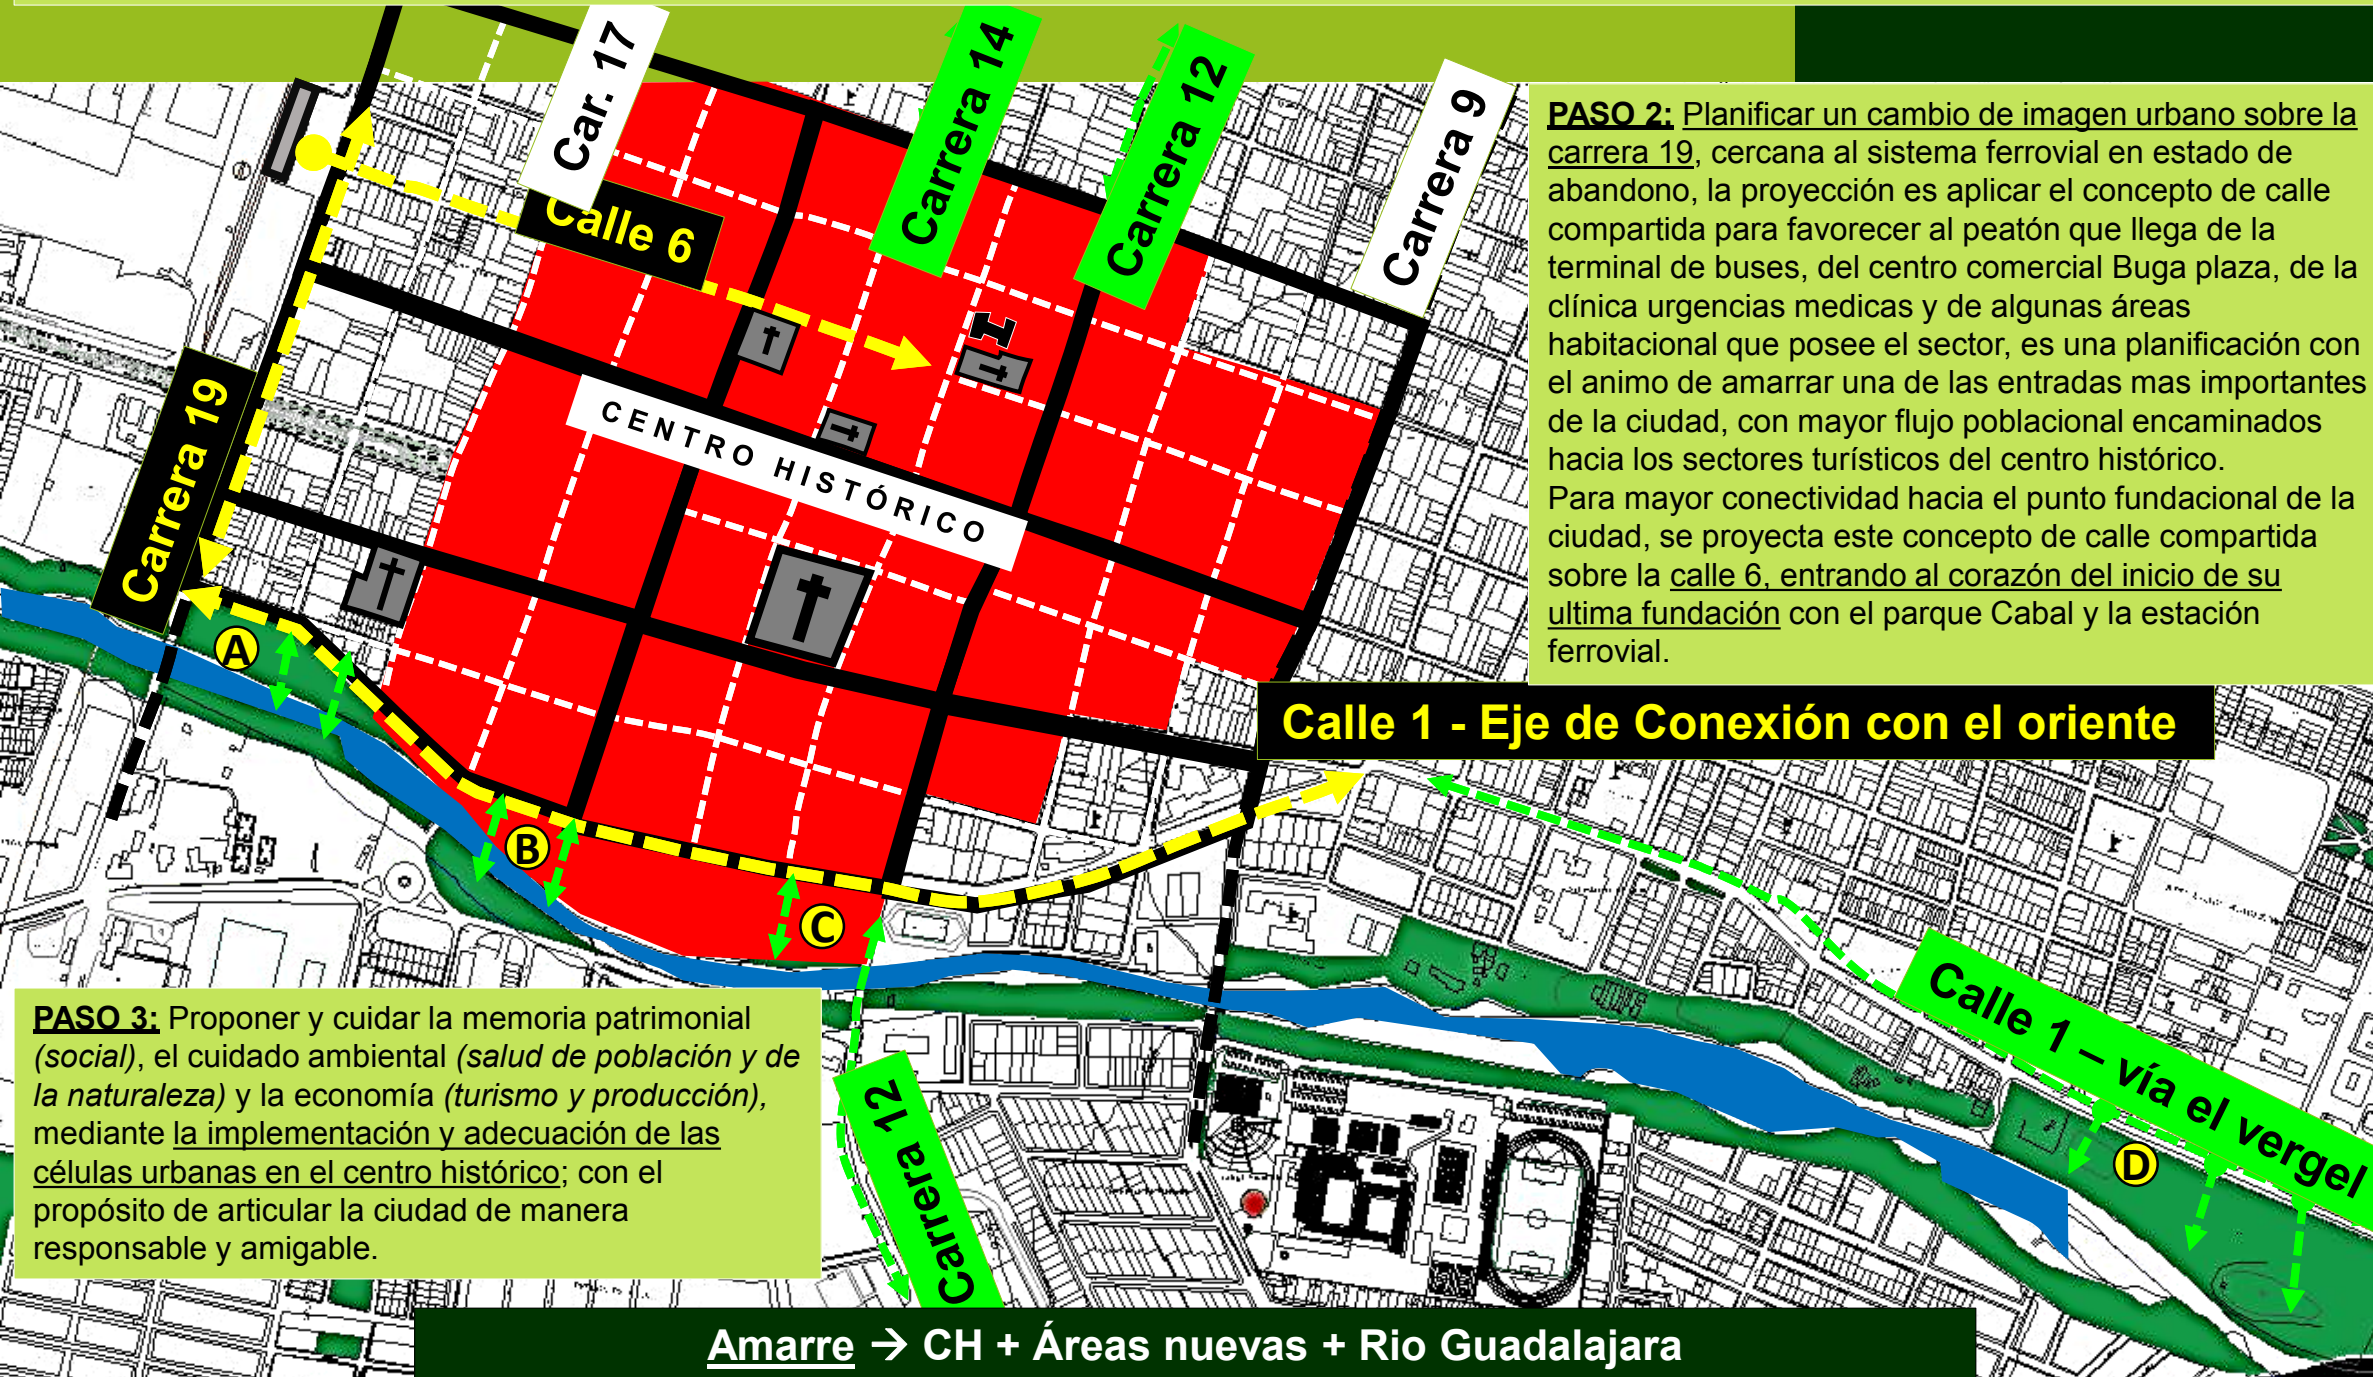 Car. 17
Carrera 14
Carrera 12
Carrera 9
Calle 6
Carrera 19
CENTRO HISTÓRICO
PASO 2: Planificar un cambio de imagen urbano sobre la
carrera 19, cercana al sistema ferrovial en estado de
abandono, la proyección es aplicar el concepto de calle
compartida para favorecer al peatón que llega de la
terminal de buses, del centro comercial Buga plaza, de la
clínica urgencias medicas y de algunas áreas
habitacional que posee el sector, es una planificación con
el animo de amarrar una de las entradas mas importantes
de la ciudad, con mayor flujo poblacional encaminados
hacia los sectores turísticos del centro histórico.
Para mayor conectividad hacia el punto fundacional de la
ciudad, se proyecta este concepto de calle compartida
sobre la calle 6, entrando al corazón del inicio de su
ultima fundación con el parque Cabal y la estación
ferrovial.
A
B
C
Calle 1 - Eje de Conexión con el oriente
Calle 1 – vía el vergel
D
PASO 3: Proponer y cuidar la memoria patrimonial
(social), el cuidado ambiental (salud de población y de
la naturaleza) y la economía (turismo y producción),
mediante la implementación y adecuación de las
células urbanas en el centro histórico; con el
propósito de articular la ciudad de manera
responsable y amigable.
Carrera 12
Amarre → CH + Áreas nuevas + Rio Guadalajara